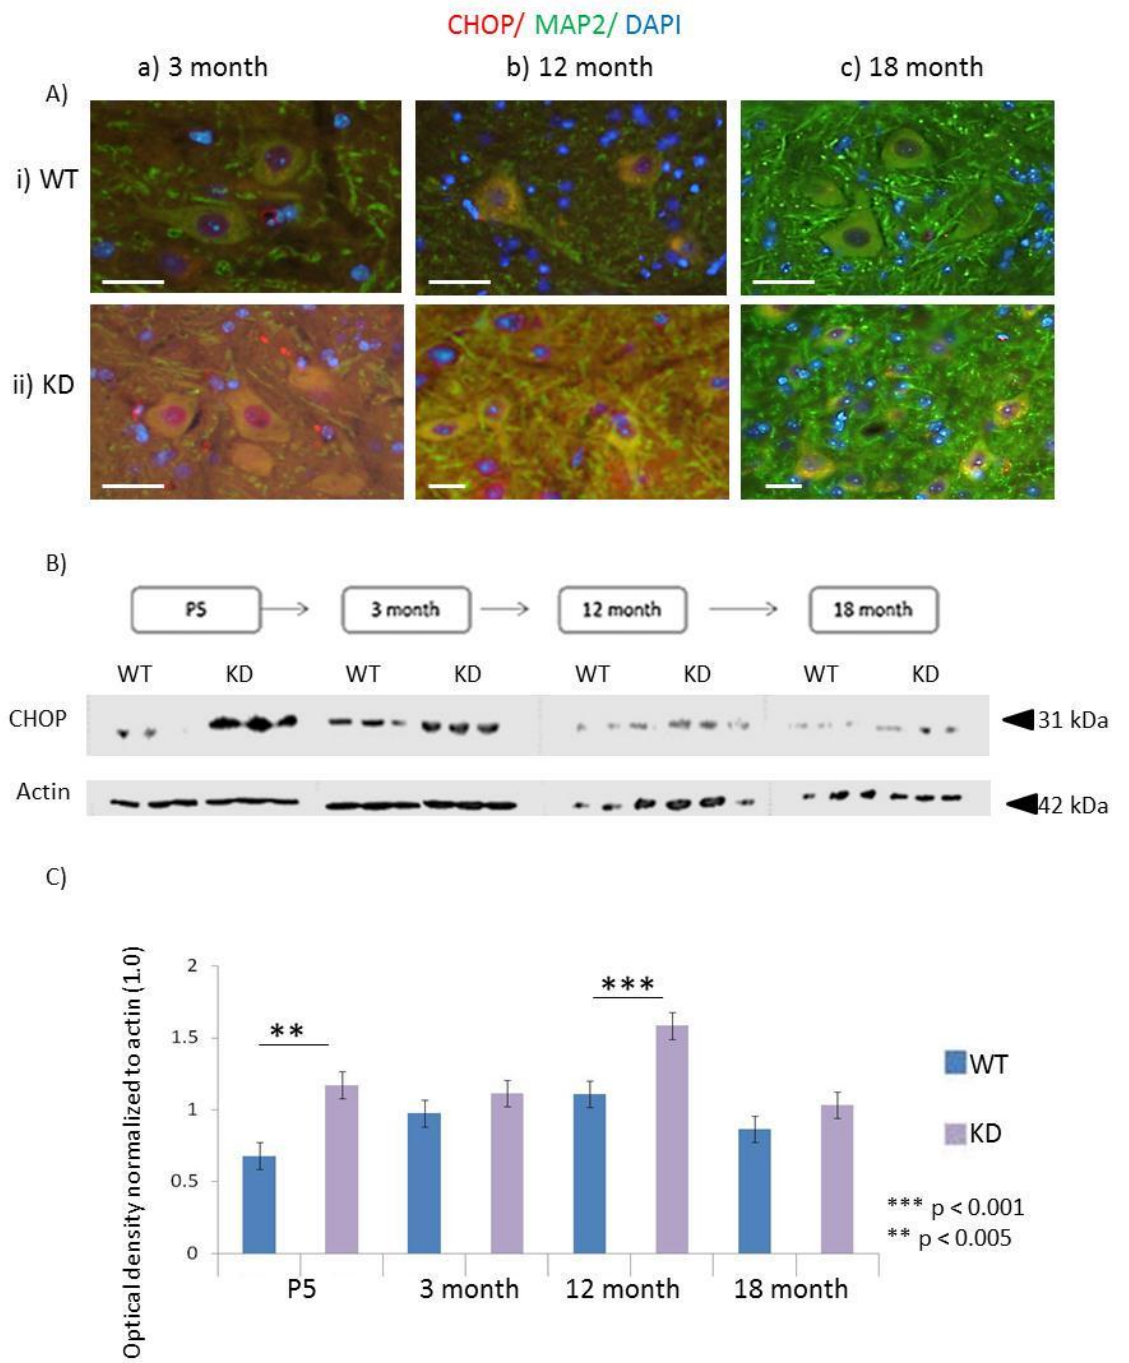 CHOP/ MAP2/ DAPI
a) 3 month b) 12 month c) 18 month
A)
i) WT
ii) KD
B)
P5 3 month 12 month 18 month
WT KD WT KD WT KD WT KD
CHOP 31 kDa
Actin 42 kDa
C)
Optical density normalized to actin (1.0)
2
1.5
1
0.5
0
** ***
P5 3 month 12 month 18 month
WT
KD
*** p < 0.001
** p < 0.005